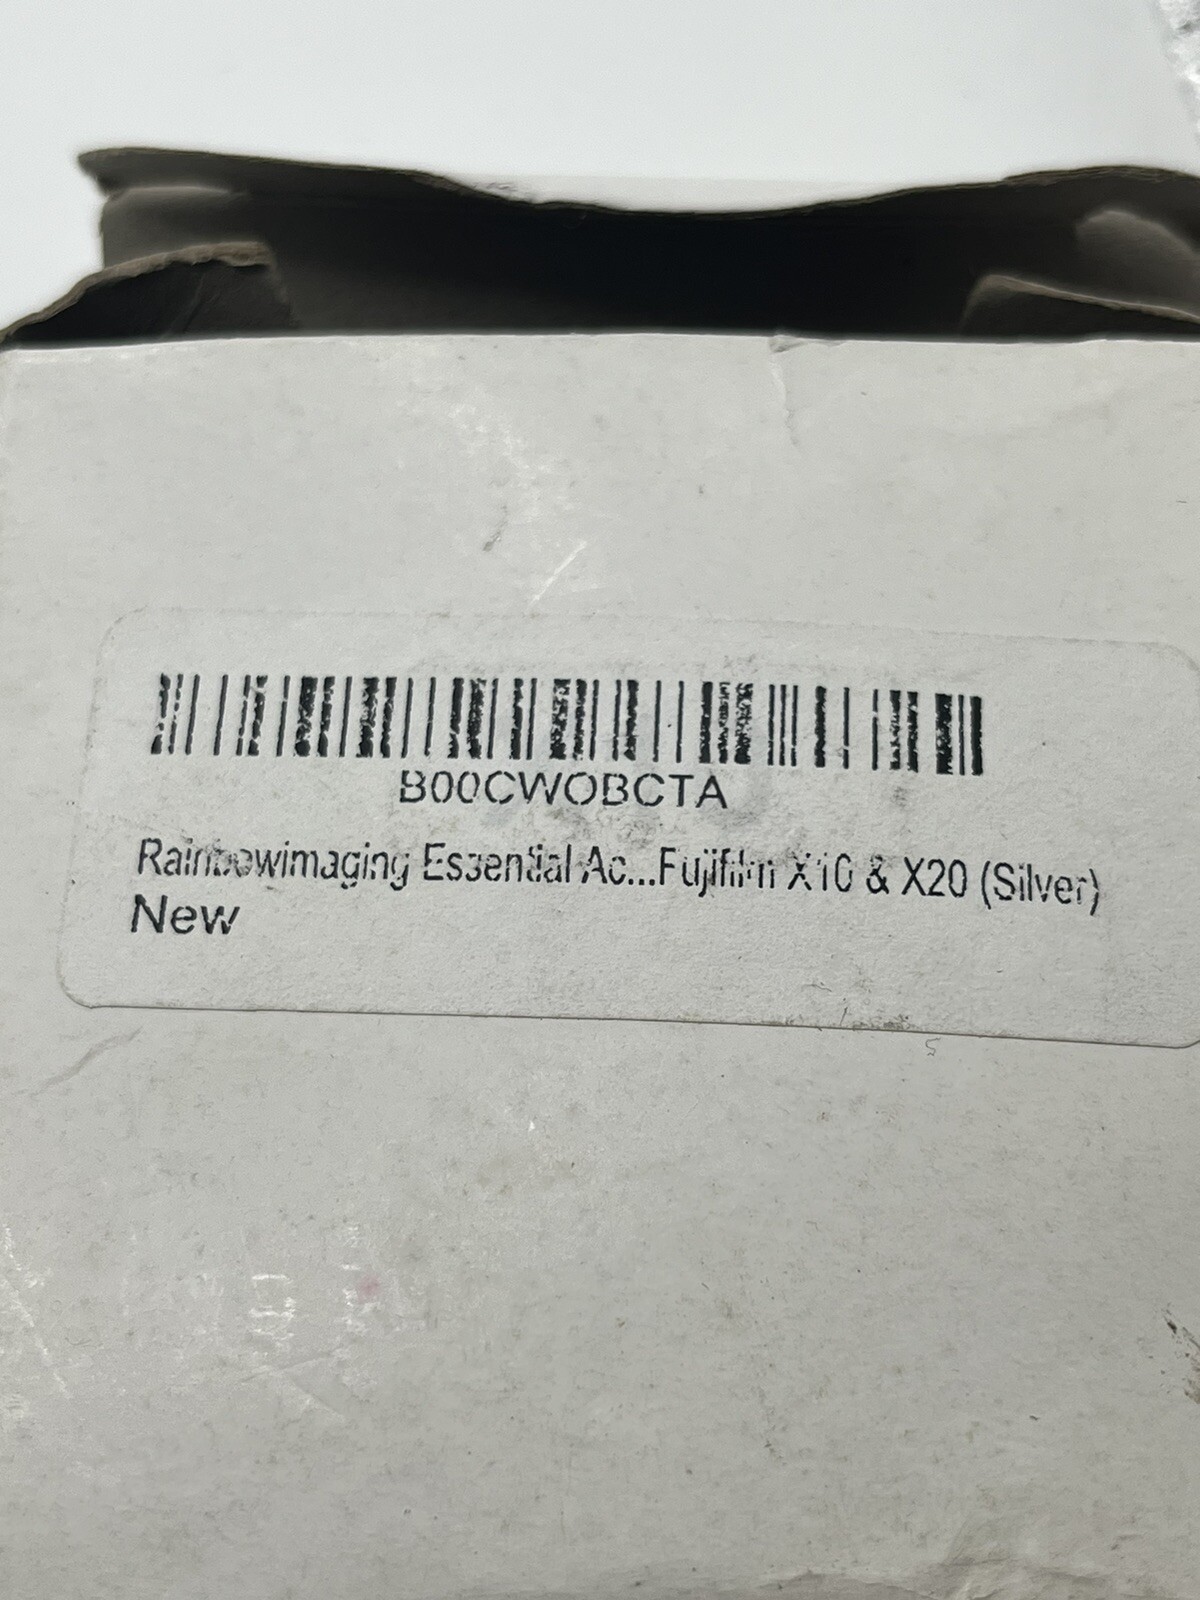 B00CWOBCTA
Rainbowimaging Essential Ac...Fujifilm X10 & X20 (Silver)
New